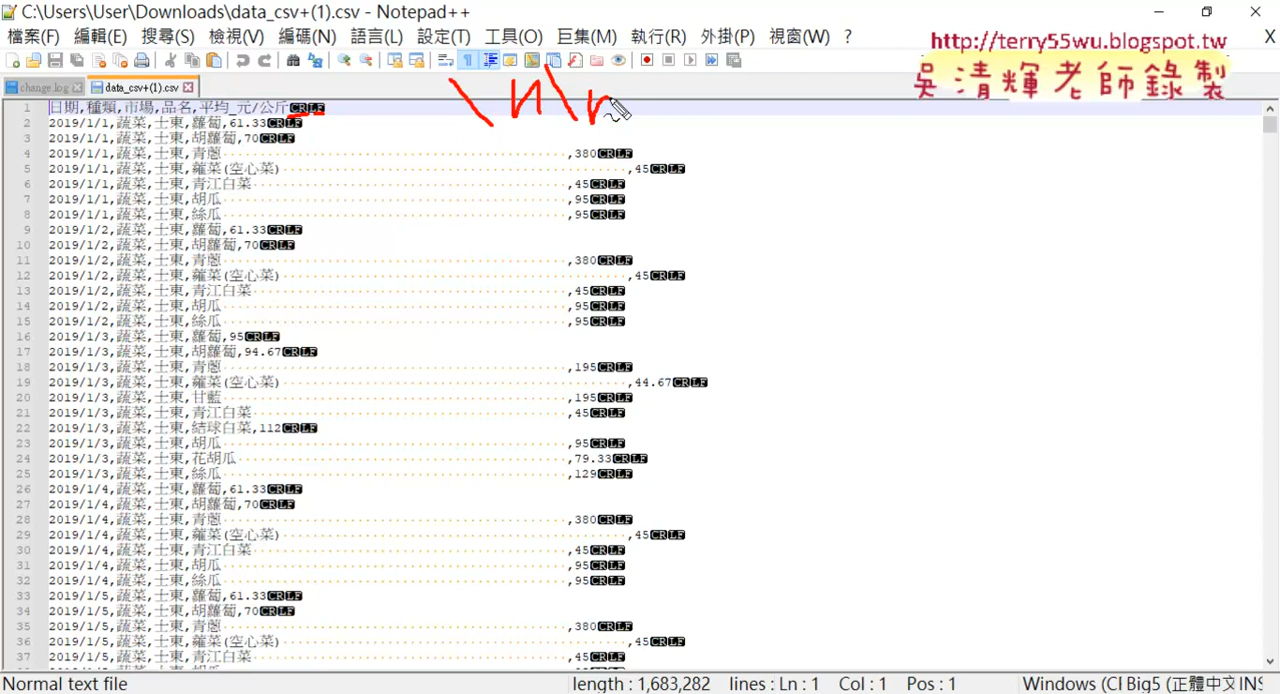 C:\Users\User\Downloads\data_csv+(1).csv - Notepad++
檔案(F) 編輯(E) 搜尋(S) 檢視(V) 編碼(N) 語言(L) 設定(T) 工具(O) 巨集(M) 執行(R) 外掛(P) 視窗(W) ? X
http://terry55wu.blogspot.tw
吳清輝老師錄製
change.log data_csv+(1).csv
\n\r
1 日期,種類,市場,品名,平均_元/公斤CRLF
2 2019/1/1,蔬菜,士東,蘿蔔,61.33CRLF
3 2019/1/1,蔬菜,士東,胡蘿蔔,70CRLF
4 2019/1/1,蔬菜,士東,青蔥 ,380CRLF
5 2019/1/1,蔬菜,士東,蕹菜(空心菜) ,45CRLF
6 2019/1/1,蔬菜,士東,青江白菜 ,45CRLF
7 2019/1/1,蔬菜,士東,胡瓜 ,95CRLF
8 2019/1/1,蔬菜,士東,絲瓜 ,95CRLF
9 2019/1/2,蔬菜,士東,蘿蔔,61.33CRLF
10 2019/1/2,蔬菜,士東,胡蘿蔔,70CRLF
11 2019/1/2,蔬菜,士東,青蔥 ,380CRLF
12 2019/1/2,蔬菜,士東,蕹菜(空心菜) ,45CRLF
13 2019/1/2,蔬菜,士東,青江白菜 ,45CRLF
14 2019/1/2,蔬菜,士東,胡瓜 ,95CRLF
15 2019/1/2,蔬菜,士東,絲瓜 ,95CRLF
16 2019/1/3,蔬菜,士東,蘿蔔,95CRLF
17 2019/1/3,蔬菜,士東,胡蘿蔔,94.67CRLF
18 2019/1/3,蔬菜,士東,青蔥 ,195CRLF
19 2019/1/3,蔬菜,士東,蕹菜(空心菜) ,44.67CRLF
20 2019/1/3,蔬菜,士東,甘藍 ,195CRLF
21 2019/1/3,蔬菜,士東,青江白菜 ,45CRLF
22 2019/1/3,蔬菜,士東,結球白菜,112CRLF
23 2019/1/3,蔬菜,士東,胡瓜 ,95CRLF
24 2019/1/3,蔬菜,士東,花胡瓜 ,79.33CRLF
25 2019/1/3,蔬菜,士東,絲瓜 ,129CRLF
26 2019/1/4,蔬菜,士東,蘿蔔,61.33CRLF
27 2019/1/4,蔬菜,士東,胡蘿蔔,70CRLF
28 2019/1/4,蔬菜,士東,青蔥 ,380CRLF
29 2019/1/4,蔬菜,士東,蕹菜(空心菜) ,45CRLF
30 2019/1/4,蔬菜,士東,青江白菜 ,45CRLF
31 2019/1/4,蔬菜,士東,胡瓜 ,95CRLF
32 2019/1/4,蔬菜,士東,絲瓜 ,95CRLF
33 2019/1/5,蔬菜,士東,蘿蔔,61.33CRLF
34 2019/1/5,蔬菜,士東,胡蘿蔔,70CRLF
35 2019/1/5,蔬菜,士東,青蔥 ,380CRLF
36 2019/1/5,蔬菜,士東,蕹菜(空心菜) ,45CRLF
37 2019/1/5,蔬菜,士東,青江白菜 ,45CRLF
Normal text file length : 1,683,282 lines : Ln : 1 Col : 1 Pos : 1 Windows (CI Big5 (正體中文 INS